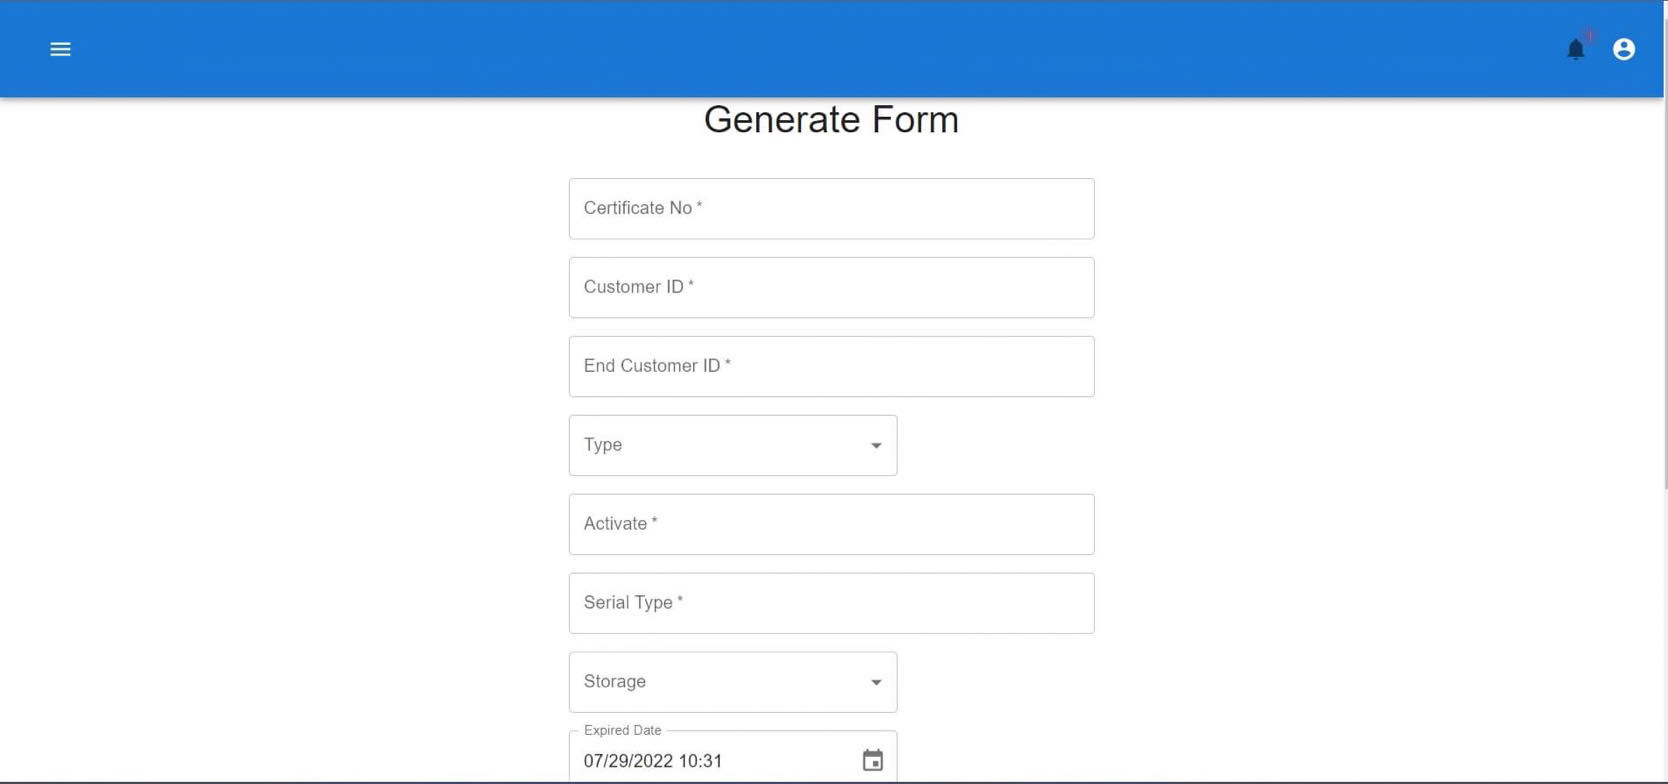 1
Generate Form
Certificate No *
Customer ID *
End Customer ID *
Type
Activate *
Serial Type *
Storage
Expired Date
07/29/2022 10:31